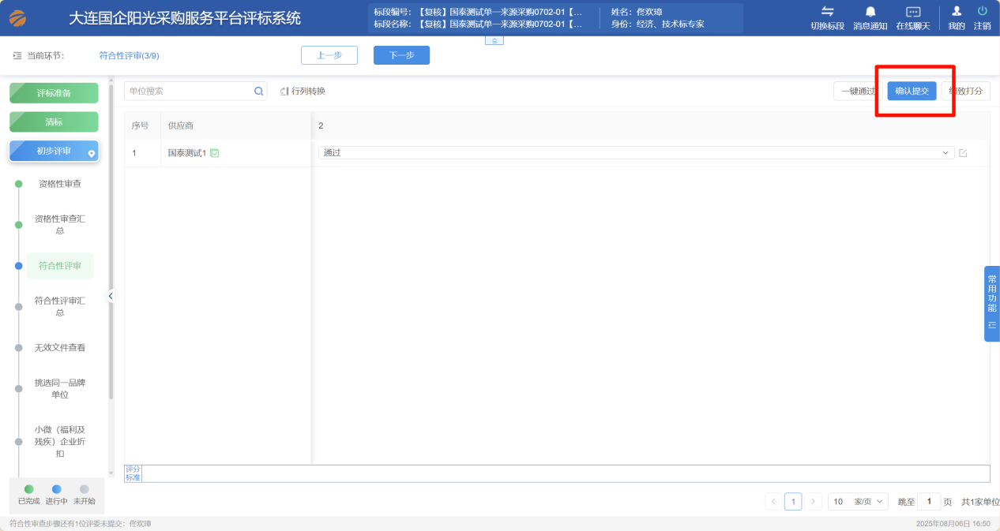 大连国企阳光采购服务平台评标系统
标段编号：【复核】国泰测试单一来源采购0702-01【...
标段名称：【复核】国泰测试单一来源采购0702-01【...
姓名：佟欢璋
身份：经济、技术标专家
切换标段
消息通知
在线聊天
我的
注销
当前环节：
符合性评审(3/9)
上一步
下一步
评标准备
清标
初步评审
资格性审查
资格性审查汇
总
符合性评审
符合性评审汇
总
无效文件查看
挑选同一品牌
单位
小微（福利及
残疾）企业折
扣
已完成
进行中
未开始
单位搜索
行列转换
一键通过
确认提交
致打分
序号
供应商
2
1
国泰测试1
通过
常用功能
评分
标准
1
10
家/页
跳至
1
页
共1家单位
符合性审查步骤还有1位评委未提交：佟欢璋
2025年08月06日 16:50